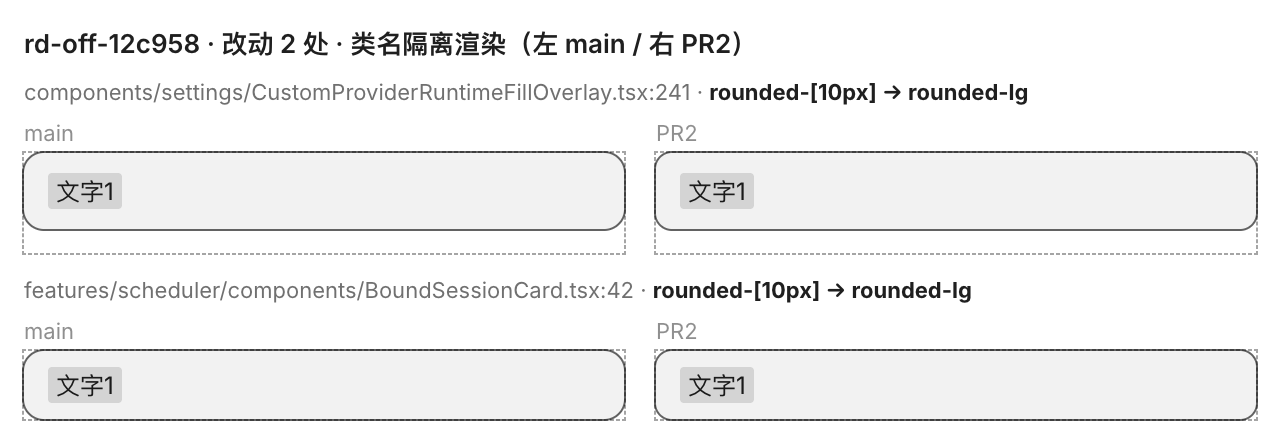 rd-off-12c958 · 改动 2 处 · 类名隔离渲染（左 main / 右 PR2）
components/settings/CustomProviderRuntimeFillOverlay.tsx:241 · rounded-[10px] → rounded-lg
main
PR2
文字1
文字1
features/scheduler/components/BoundSessionCard.tsx:42 · rounded-[10px] → rounded-lg
main
PR2
文字1
文字1